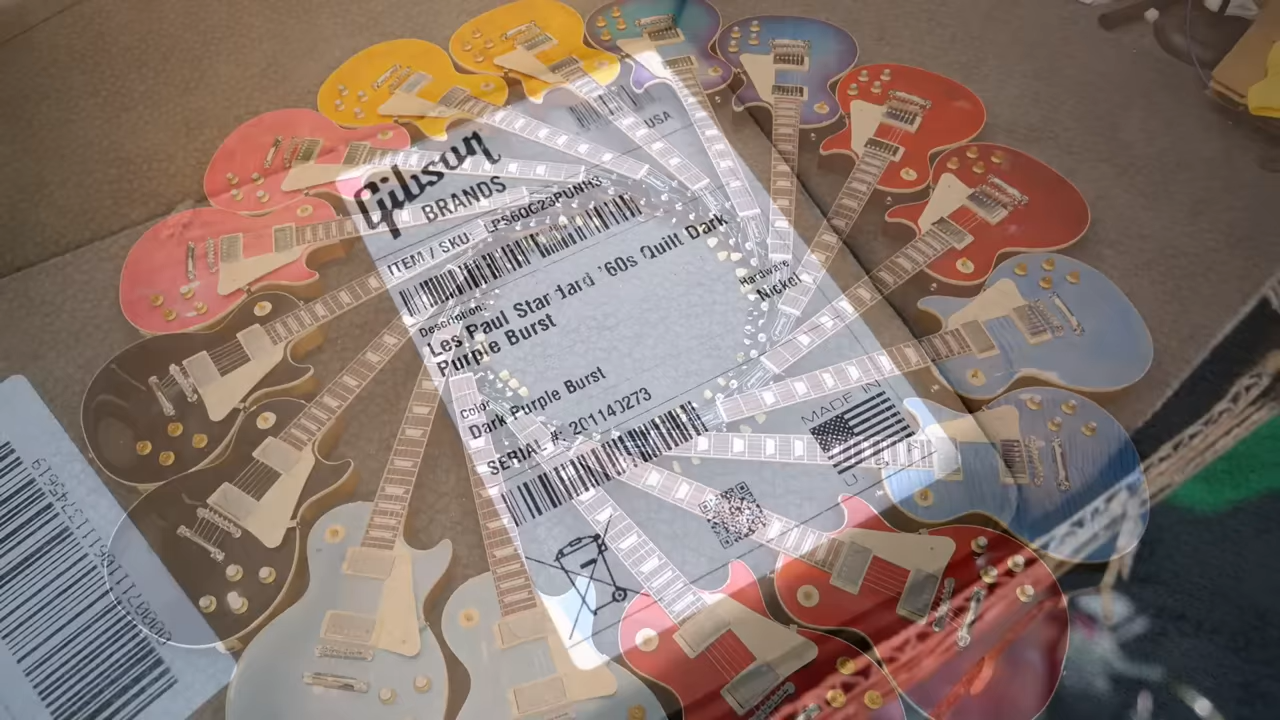 Gibson
BRANDS
USA
ITEM / SKU:
Description:
Les Paul Standard '60s Quilt Dark
Purple Burst
Hardware
Nickel
Color
Dark Purple Burst
SERIAL #: 201140273
MADE IN